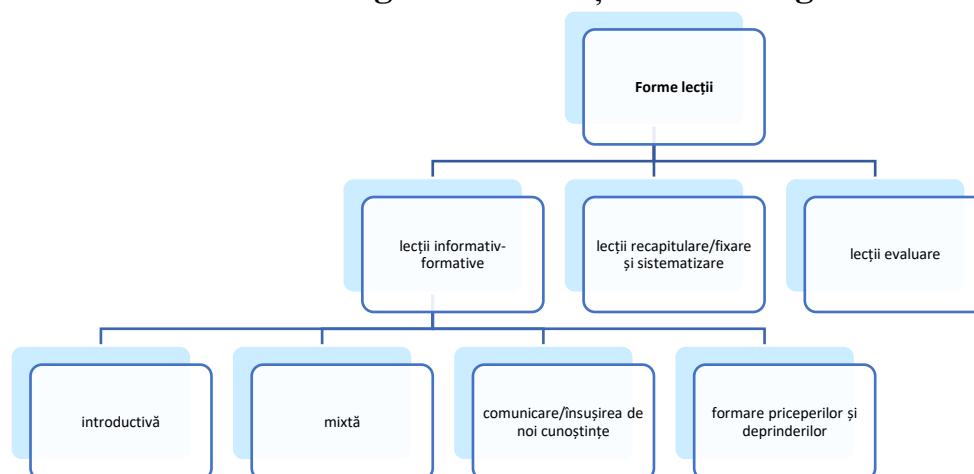 Forme lecții
lecții informativ-
formative
lecții recapitulare/fixare
și sistematizare
lecții evaluare
introductivă
mixtă
comunicare/însușirea de
noi cunoștințe
formare priceperilor și
deprinderilor